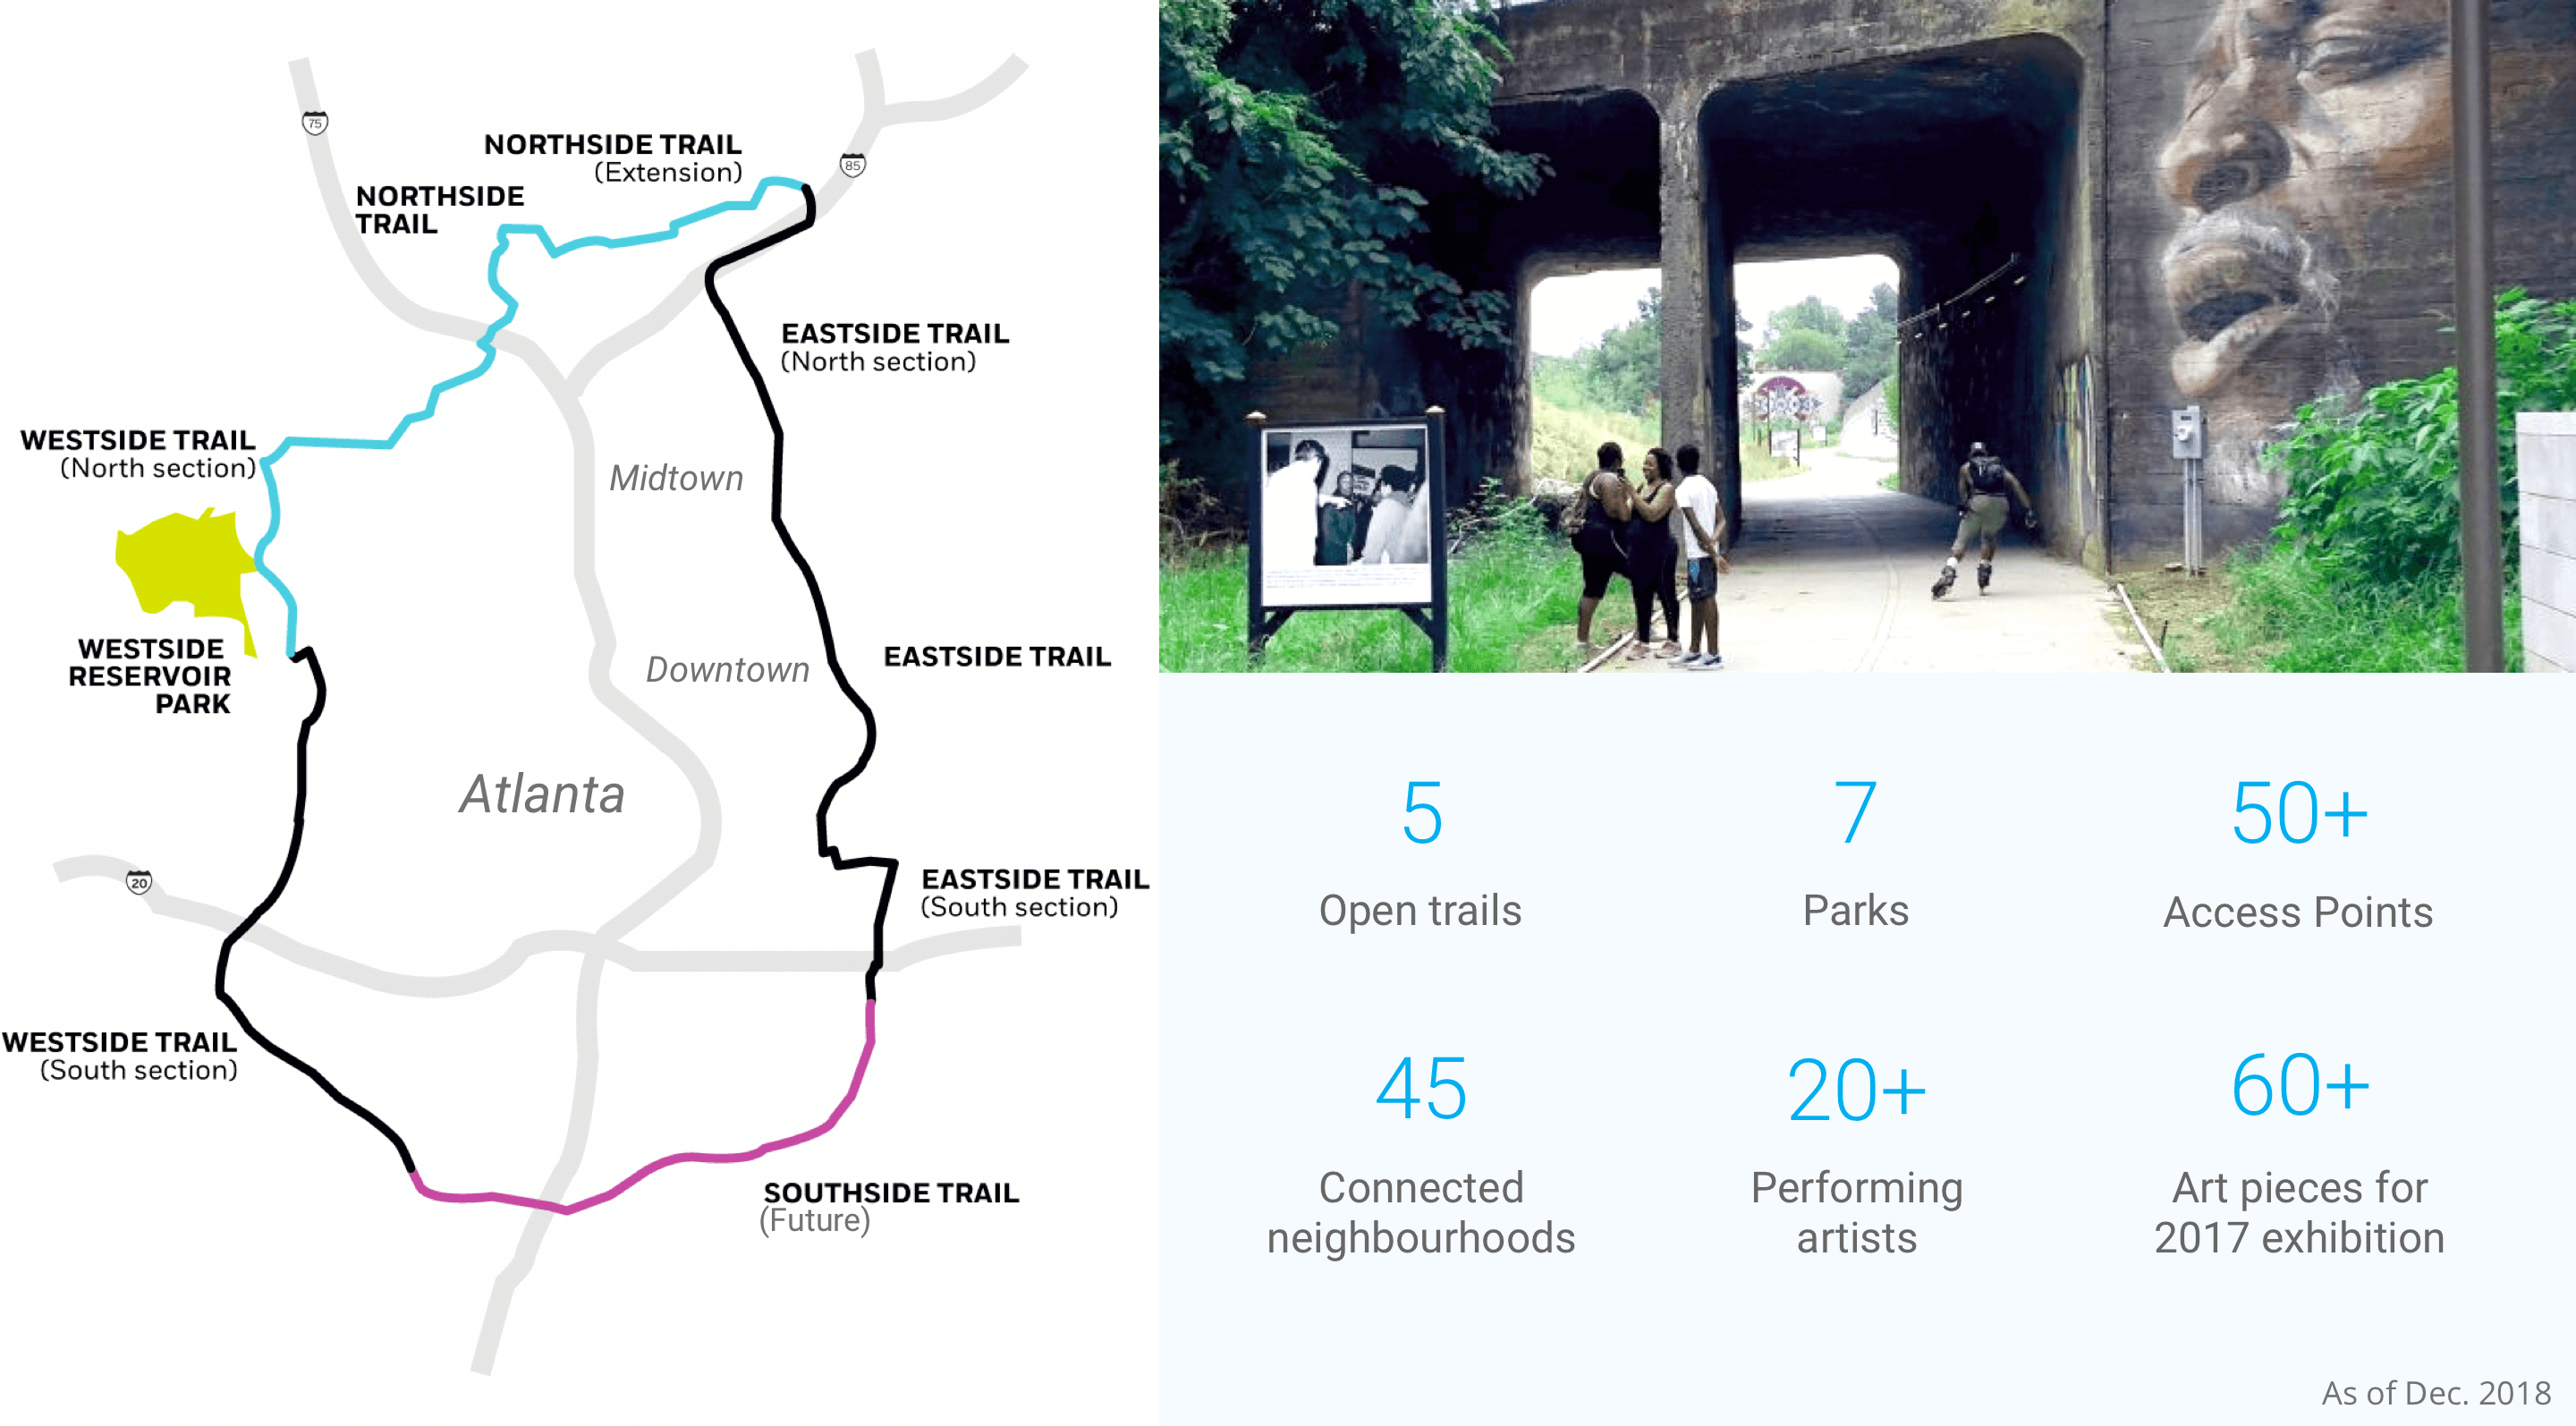 75
NORTHSIDE TRAIL
(Extension)
85
NORTHSIDE
TRAIL
EASTSIDE TRAIL
(North section)
WESTSIDE TRAIL
(North section)
Midtown
WESTSIDE
RESERVOIR
PARK
Downtown
EASTSIDE TRAIL
Atlanta
20
EASTSIDE TRAIL
(South section)
WESTSIDE TRAIL
(South section)
SOUTHSIDE TRAIL
(Future)
5
Open trails
7
Parks
50+
Access Points
45
Connected
neighbourhoods
20+
Performing
artists
60+
Art pieces for
2017 exhibition
As of Dec. 2018